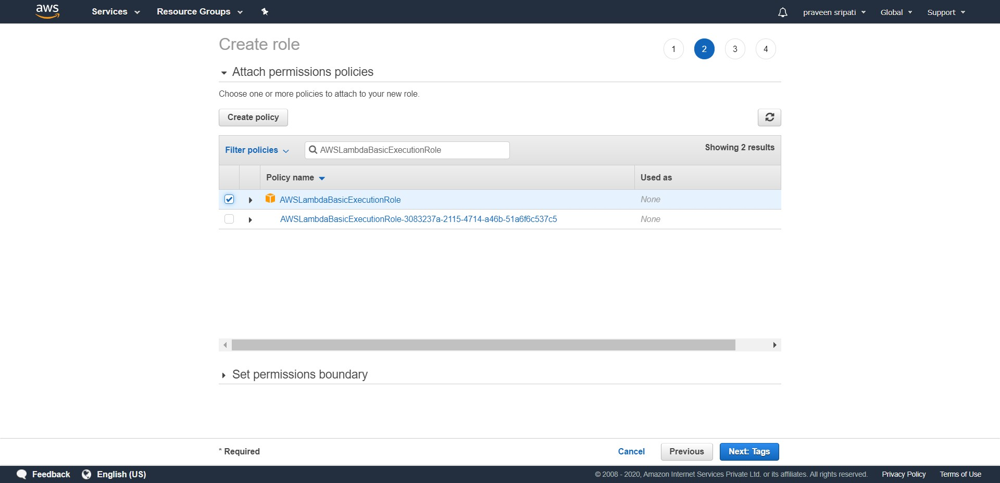 aws Services Resource Groups praveen sripati Global Support
Create role
1 2 3 4
Attach permissions policies
Choose one or more policies to attach to your new role.
Create policy
Filter policies AWSLambdaBasicExecutionRole Showing 2 results
Policy name Used as
AWSLambdaBasicExecutionRole None
AWSLambdaBasicExecutionRole-3083237a-2115-4714-a46b-51a6f6c537c5 None
Set permissions boundary
* Required Cancel Previous Next: Tags
Feedback English (US) © 2008 - 2020, Amazon Internet Services Private Ltd. or its affiliates. All rights reserved. Privacy Policy Terms of Use